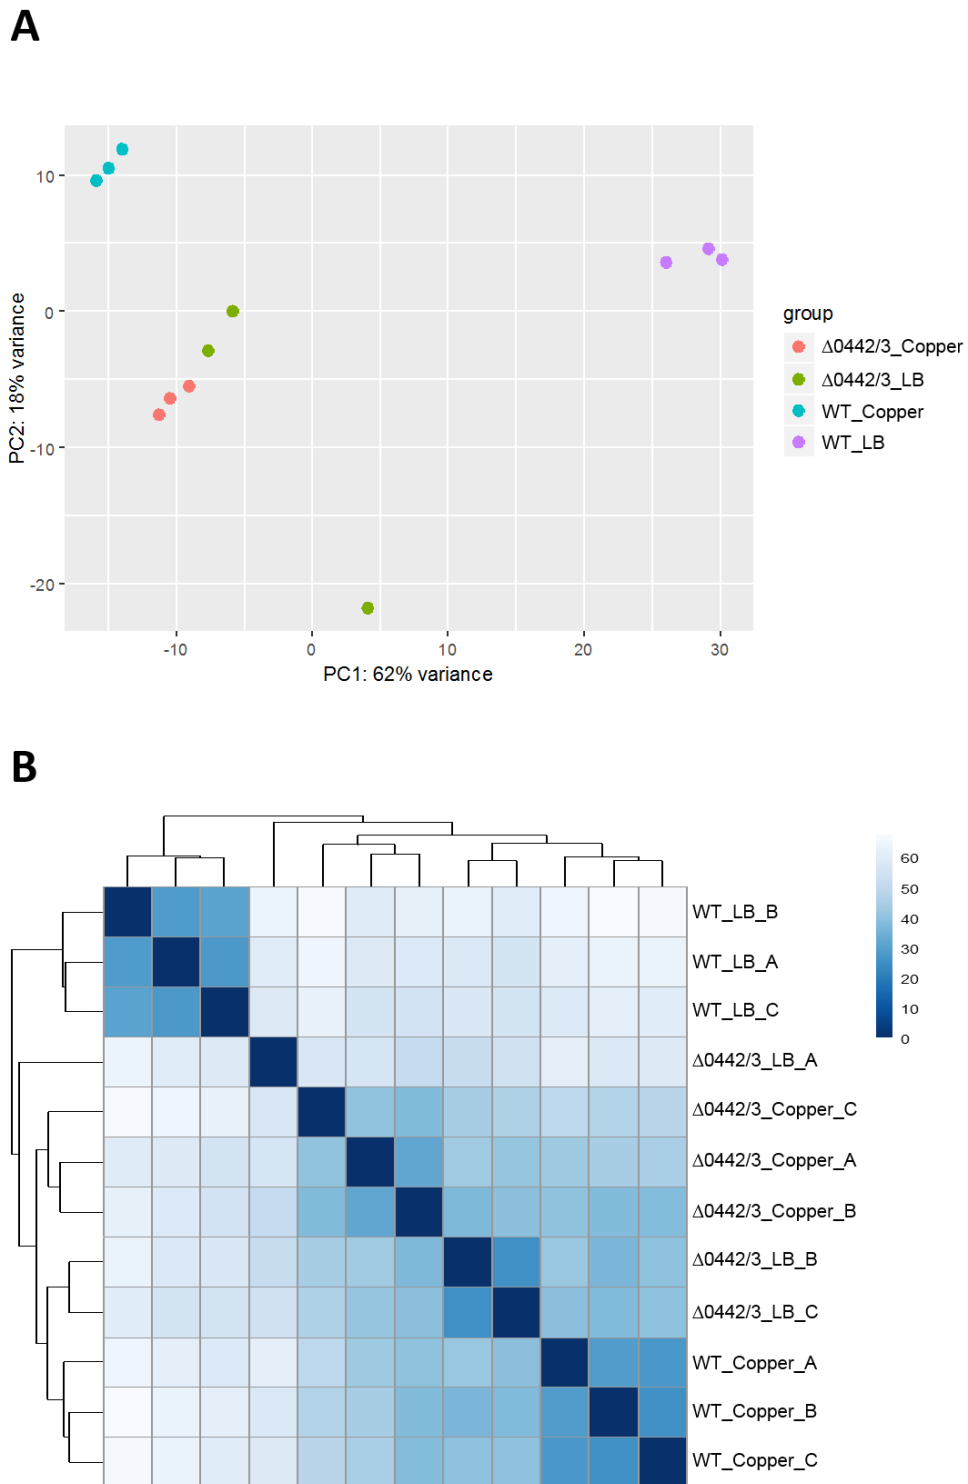 A
10
0
-10
-20
PC2: 18% variance
-10
0
10
20
30
PC1: 62% variance
group
Δ0442/3_Copper
Δ0442/3_LB
WT_Copper
WT_LB
B
60
50
40
30
20
10
0
WT_LB_B
WT_LB_A
WT_LB_C
Δ0442/3_LB_A
Δ0442/3_Copper_C
Δ0442/3_Copper_A
Δ0442/3_Copper_B
Δ0442/3_LB_B
Δ0442/3_LB_C
WT_Copper_A
WT_Copper_B
WT_Copper_C